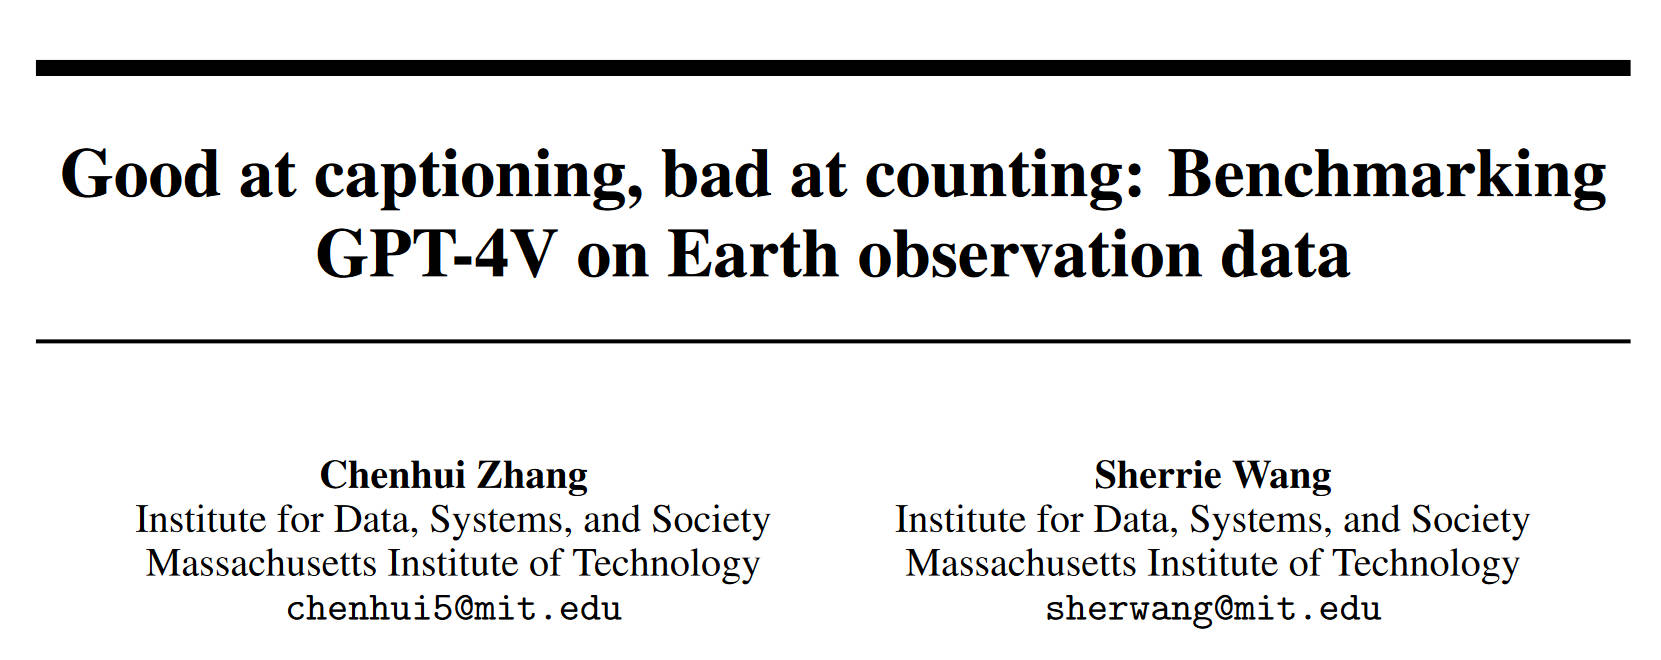 Good at captioning, bad at counting: Benchmarking
GPT-4V on Earth observation data
Chenhui Zhang
Institute for Data, Systems, and Society
Massachusetts Institute of Technology
chenhui5@mit.edu
Sherrie Wang
Institute for Data, Systems, and Society
Massachusetts Institute of Technology
sherwang@mit.edu